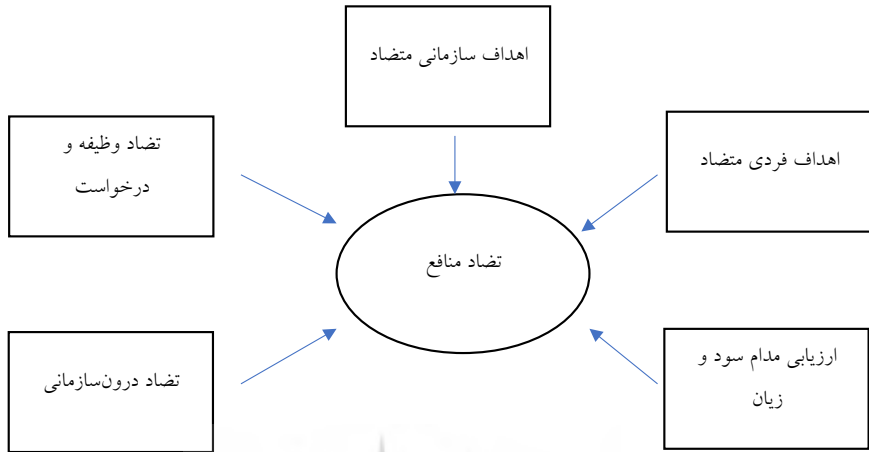 اهداف سازمانی متضاد
اهداف فردی متضاد
تضاد وظیفه و
درخواست
تضاد منافع
ارزیابی مدام سود و
زیان
تضاد درون‌سازمانی